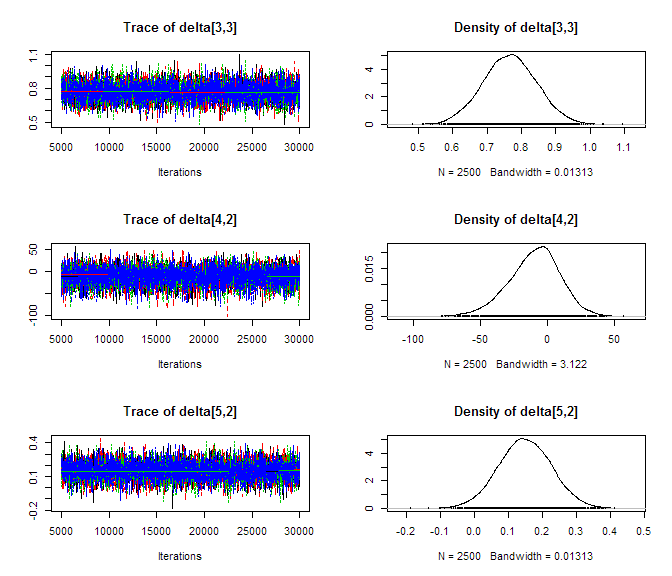 Trace of delta[3,3]
0.5 0.8 1.1
5000 10000 15000 20000 25000 30000
Iterations
Density of delta[3,3]
0 2 4
0.5 0.6 0.7 0.8 0.9 1.0 1.1
N = 2500 Bandwidth = 0.01313
Trace of delta[4,2]
-100 0 50
5000 10000 15000 20000 25000 30000
Iterations
Density of delta[4,2]
0.000 0.015
-100 -50 0 50
N = 2500 Bandwidth = 3.122
Trace of delta[5,2]
-0.2 0.1 0.4
5000 10000 15000 20000 25000 30000
Iterations
Density of delta[5,2]
0 2 4
-0.2 -0.1 0.0 0.1 0.2 0.3 0.4 0.5
N = 2500 Bandwidth = 0.01313